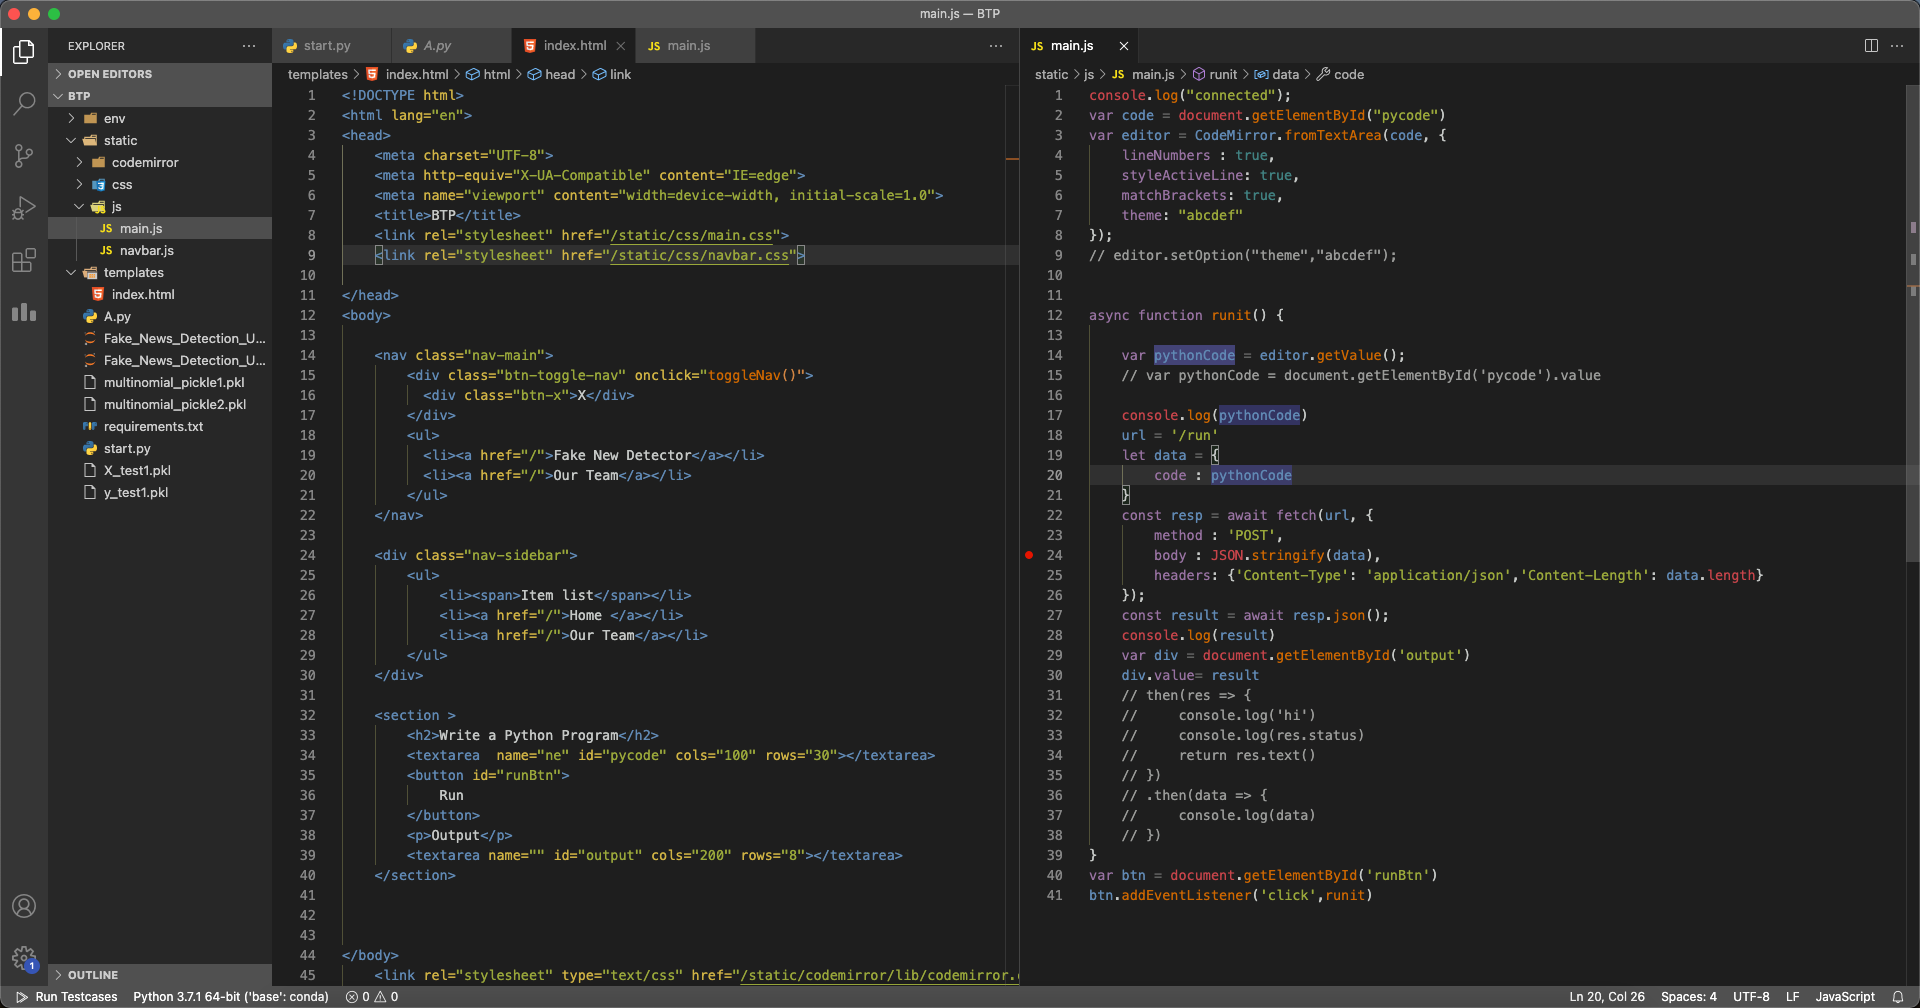 main.js — BTP
EXPLORER
OPEN EDITORS
BTP
env
static
codemirror
css
js
main.js
navbar.js
templates
index.html
A.py
Fake_News_Detection_U...
Fake_News_Detection_U...
multinomial_pickle1.pkl
multinomial_pickle2.pkl
requirements.txt
start.py
X_test1.pkl
y_test1.pkl
OUTLINE
start.py A.py index.html JS main.js
templates > index.html > html > head > link
1 <!DOCTYPE html>
2 <html lang="en">
3 <head>
4 <meta charset="UTF-8">
5 <meta http-equiv="X-UA-Compatible" content="IE=edge">
6 <meta name="viewport" content="width=device-width, initial-scale=1.0">
7 <title>BTP</title>
8 <link rel="stylesheet" href="/static/css/main.css">
9 <link rel="stylesheet" href="/static/css/navbar.css">
10
11 </head>
12 <body>
13
14 <nav class="nav-main">
15 <div class="btn-toggle-nav" onclick="toggleNav()">
16 <div class="btn-x">X</div>
17 </div>
18 <ul>
19 <li><a href="/">Fake New Detector</a></li>
20 <li><a href="/">Our Team</a></li>
21 </ul>
22 </nav>
23
24 <div class="nav-sidebar">
25 <ul>
26 <li><span>Item list</span></li>
27 <li><a href="/">Home </a></li>
28 <li><a href="/">Our Team</a></li>
29 </ul>
30 </div>
31
32 <section >
33 <h2>Write a Python Program</h2>
34 <textarea  name="ne" id="pycode" cols="100" rows="30"></textarea>
35 <button id="runBtn">
36 Run
37 </button>
38 <p>Output</p>
39 <textarea name="" id="output" cols="200" rows="8"></textarea>
40 </section>
41
42
43
44 </body>
45 <link rel="stylesheet" type="text/css" href="/static/codemirror/lib/codemirror.
JS main.js
static > js > JS main.js > runit > data > code
1 console.log("connected");
2 var code = document.getElementById("pycode")
3 var editor = CodeMirror.fromTextArea(code, {
4 lineNumbers : true,
5 styleActiveLine: true,
6 matchBrackets: true,
7 theme: "abcdef"
8 });
9 // editor.setOption("theme","abcdef");
10
11
12 async function runit() {
13
14 var pythonCode = editor.getValue();
15 // var pythonCode = document.getElementById('pycode').value
16
17 console.log(pythonCode)
18 url = '/run'
19 let data = {
20 code : pythonCode
21 }
22 const resp = await fetch(url, {
23 method : 'POST',
24 body : JSON.stringify(data),
25 headers: {'Content-Type': 'application/json','Content-Length': data.length}
26 });
27 const result = await resp.json();
28 console.log(result)
29 var div = document.getElementById('output')
30 div.value= result
31 // then(res => {
32 //     console.log('hi')
33 //     console.log(res.status)
34 //     return res.text()
35 // })
36 // .then(data => {
37 //     console.log(data)
38 // })
39 }
40 var btn = document.getElementById('runBtn')
41 btn.addEventListener('click',runit)
1
Run Testcases Python 3.7.1 64-bit ('base': conda) 0 0 Ln 20, Col 26 Spaces: 4 UTF-8 LF JavaScript